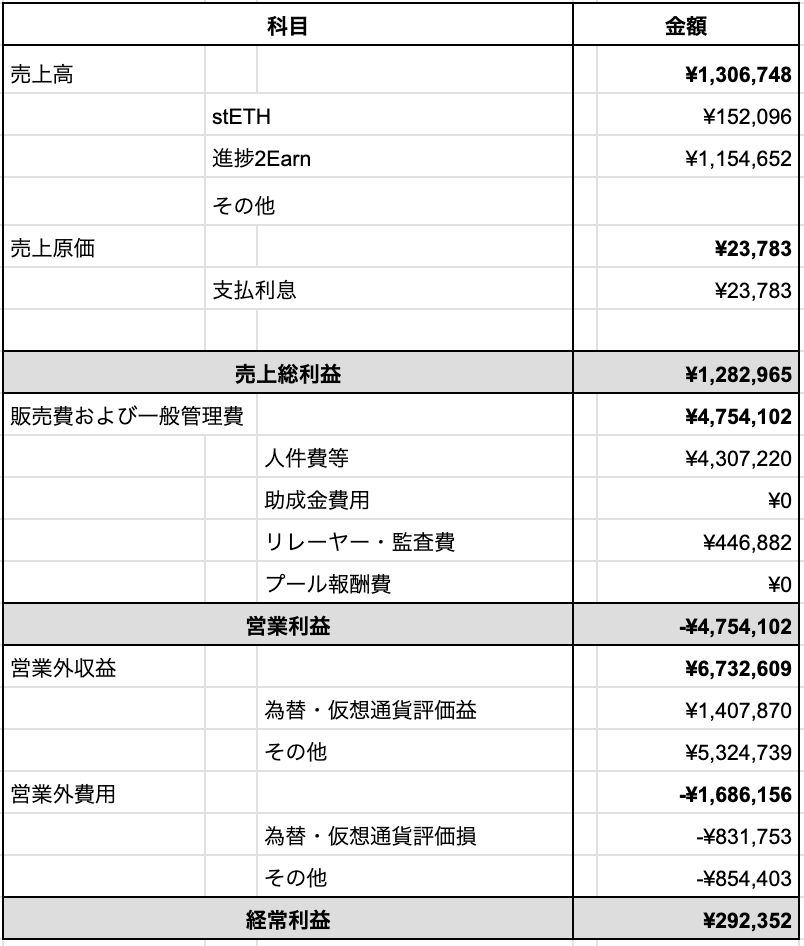 科目 金額
売上高 ¥1,306,748
stETH ¥152,096
進捗2Earn ¥1,154,652
その他
売上原価 ¥23,783
支払利息 ¥23,783
売上総利益 ¥1,282,965
販売費および一般管理費 ¥4,754,102
人件費等 ¥4,307,220
助成金費用 ¥0
リレーヤー・監査費 ¥446,882
プール報酬費 ¥0
営業利益 -¥4,754,102
営業外収益 ¥6,732,609
為替・仮想通貨評価益 ¥1,407,870
その他 ¥5,324,739
営業外費用 -¥1,686,156
為替・仮想通貨評価損 -¥831,753
その他 -¥854,403
経常利益 ¥292,352